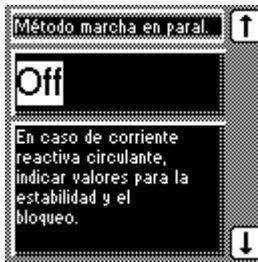 Método marcha en paral.
Off
En caso de corriente
reactiva circulante,
indicar valores para la
estabilidad y el
bloqueo.